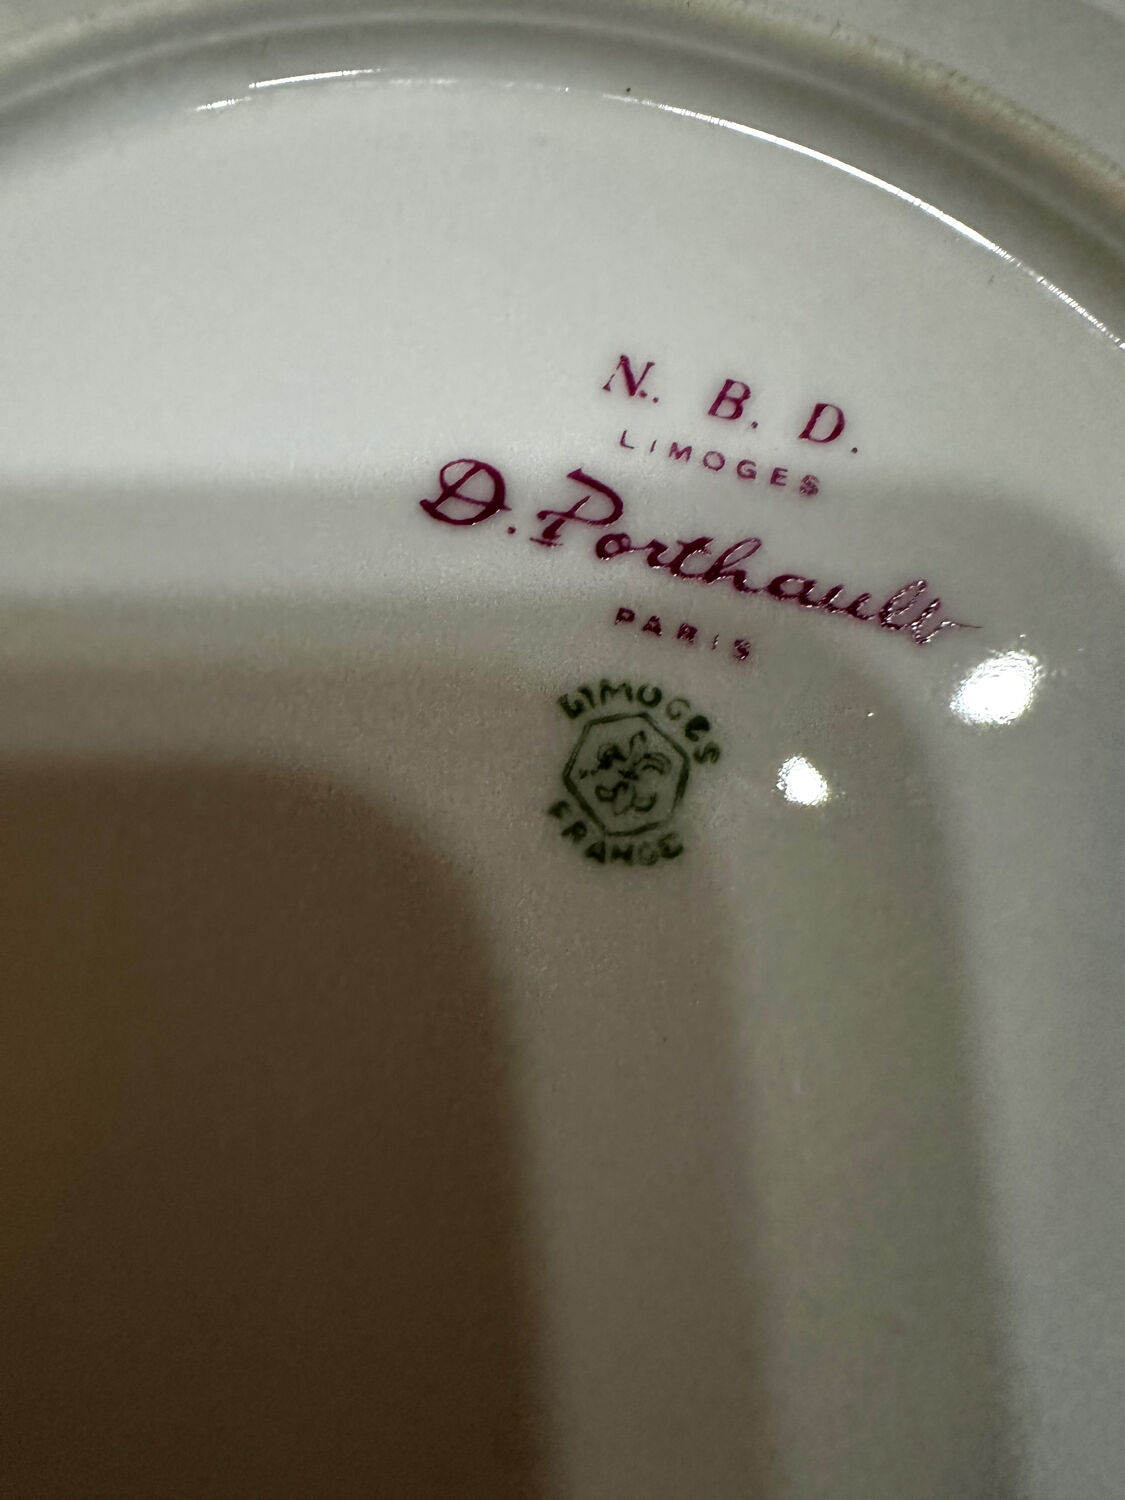 N. B. D.
LIMOGES
D. Porthault
PARIS
LIMOGES
FRANCE